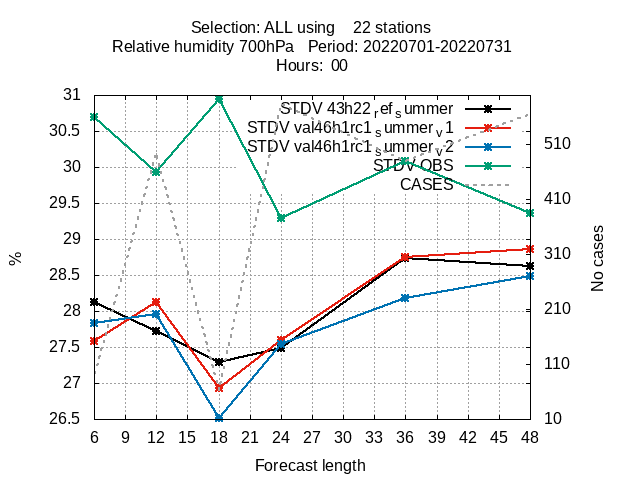 Selection: ALL using    22 stations
Relative humidity 700hPa   Period: 20220701-20220731
Hours:  00
STDV 43h22refsummer
STDV val46h1rc1summerv1
STDV val46h1rc1summerv2
STDV OBS
CASES
31
30.5
30
29.5
29
28.5
28
27.5
27
26.5
%
510
410
310
210
110
10
No cases
6 9 12 15 18 21 24 27 30 33 36 39 42 45 48
Forecast length